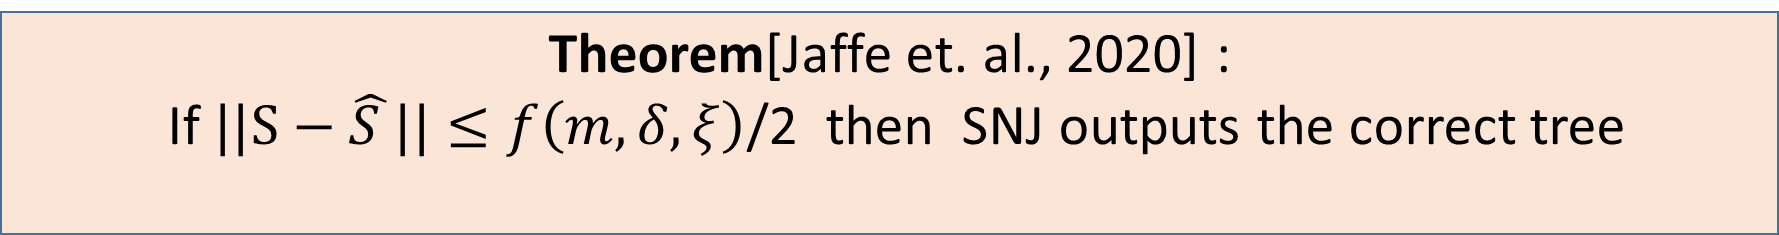 Theorem[Jaffe et. al., 2020] :
If ||S − Ŝ || ≤ f(m, δ, ξ)/2 then SNJ outputs the correct tree